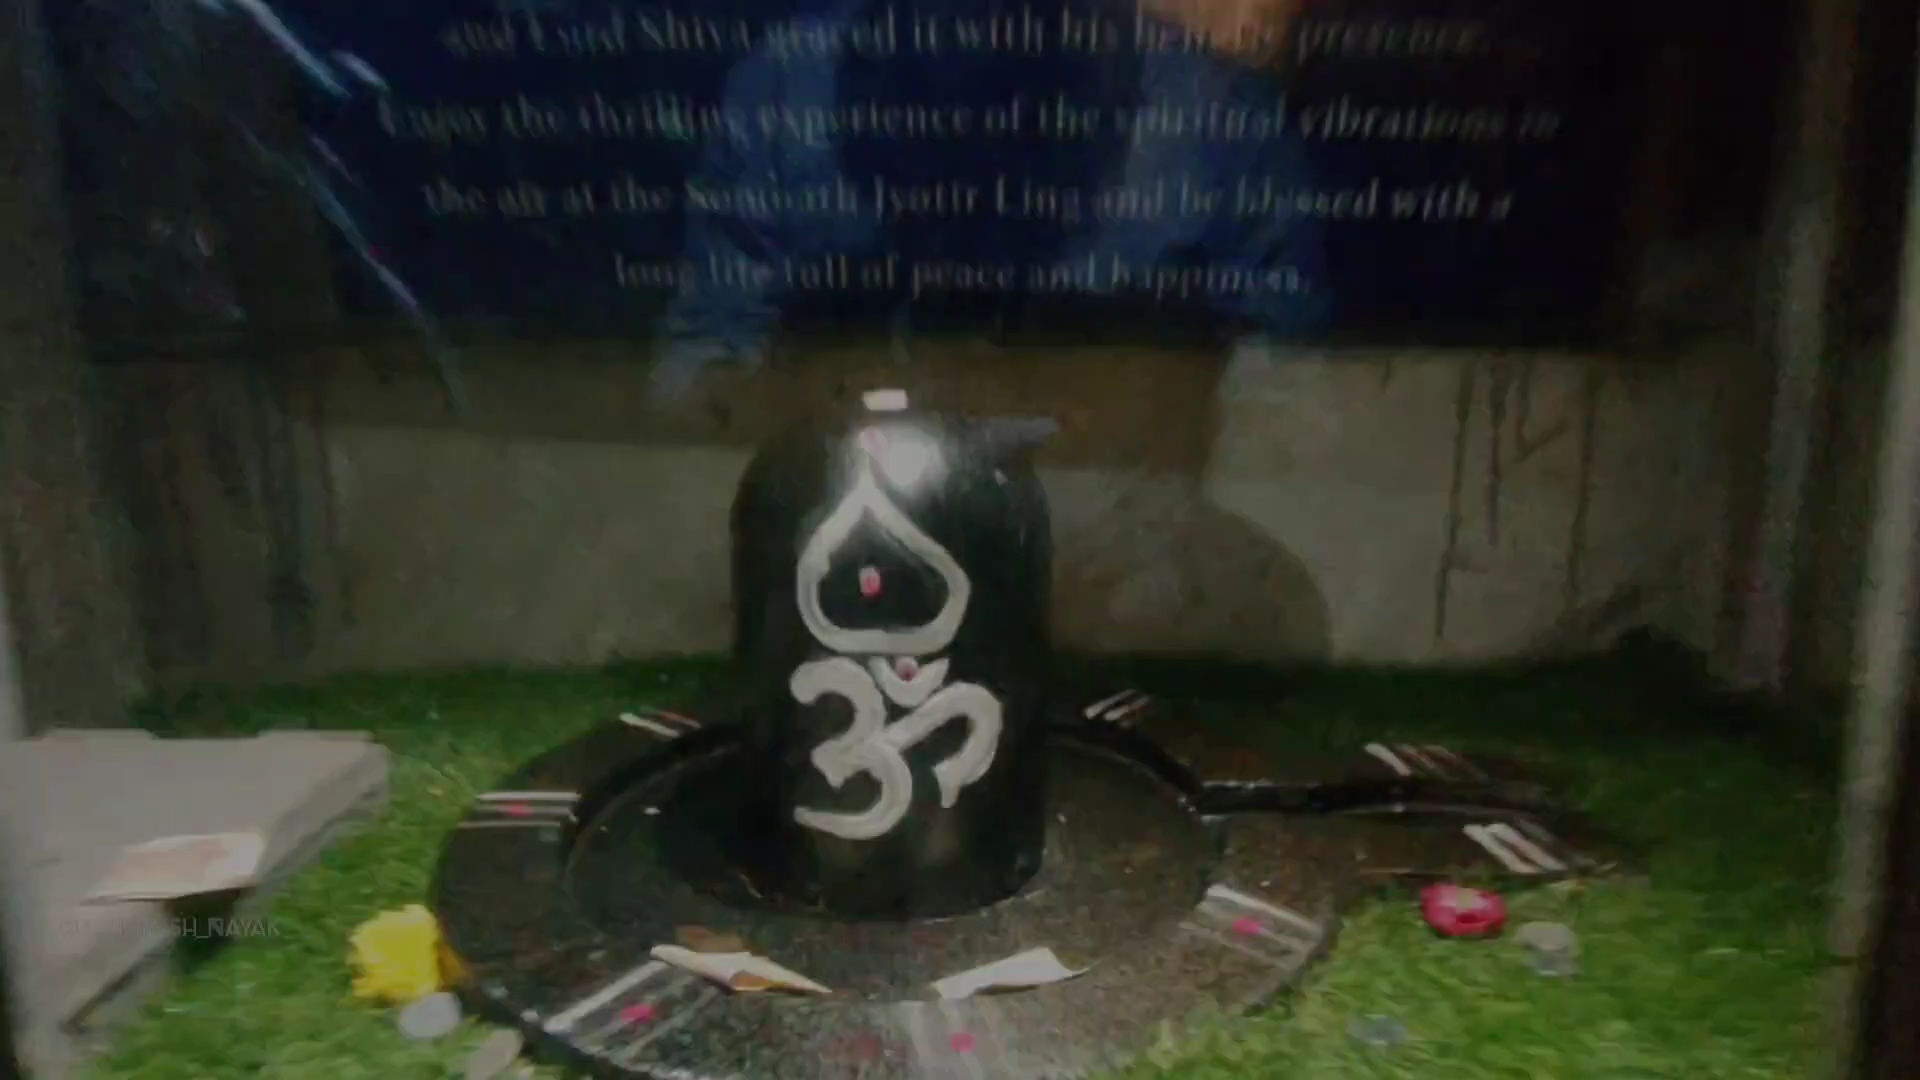 and Lord Shiva graced it with his presence.
Enjoy the thrilling experience of the spiritual vibrations in
the air at the Somnath Jyotir Ling and be blessed with a
long life full of peace and happiness.
ॐ
SH_NAYAK